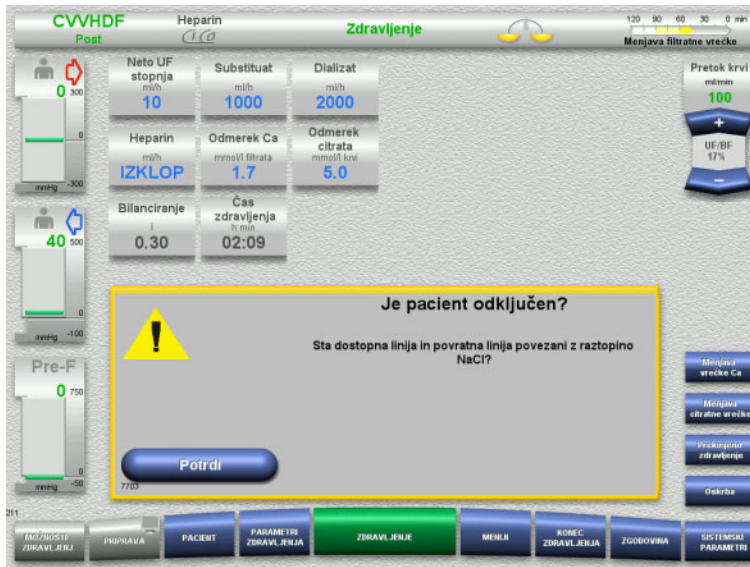 CVVHDF
Post
Heparin
Cica
Zdravljenje
120 90 60 30 0 min
Menjava filtratne vrečke
0
300
0
-300
mmHg
40
500
0
-100
mmHg
Pre-F
0
750
0
-50
mmHg
Neto UF
stopnja
ml/h
10
Substituat
ml/h
1000
Dializat
ml/h
2000
Heparin
ml/h
IZKLOP
Odmerek Ca
mmol/l filtrata
1.7
Odmerek
citrata
mmol/l krvi
5.0
Bilanciranje
l
0.30
Čas
zdravljenja
h:min
02:09
Pretok krvi
ml/min
100
+
UF/BF
17%
−
!
Je pacient odključen?
Sta dostopna linija in povratna linija povezani z raztopino
NaCl?
Potrdi
7703
Menjava
vrečke Ca
Menjava
citratne vrečke
Prekinjeno
zdravljenje
Oskrba
211
MOŽNOSTI
ZDRAVLJENJ
PRIPRAVA
PACIENT
PARAMETRI
ZDRAVLJENJA
ZDRAVLJENJE
MENIJI
KONEC
ZDRAVLJENJA
ZGODOVINA
SISTEMSKI
PARAMETRI